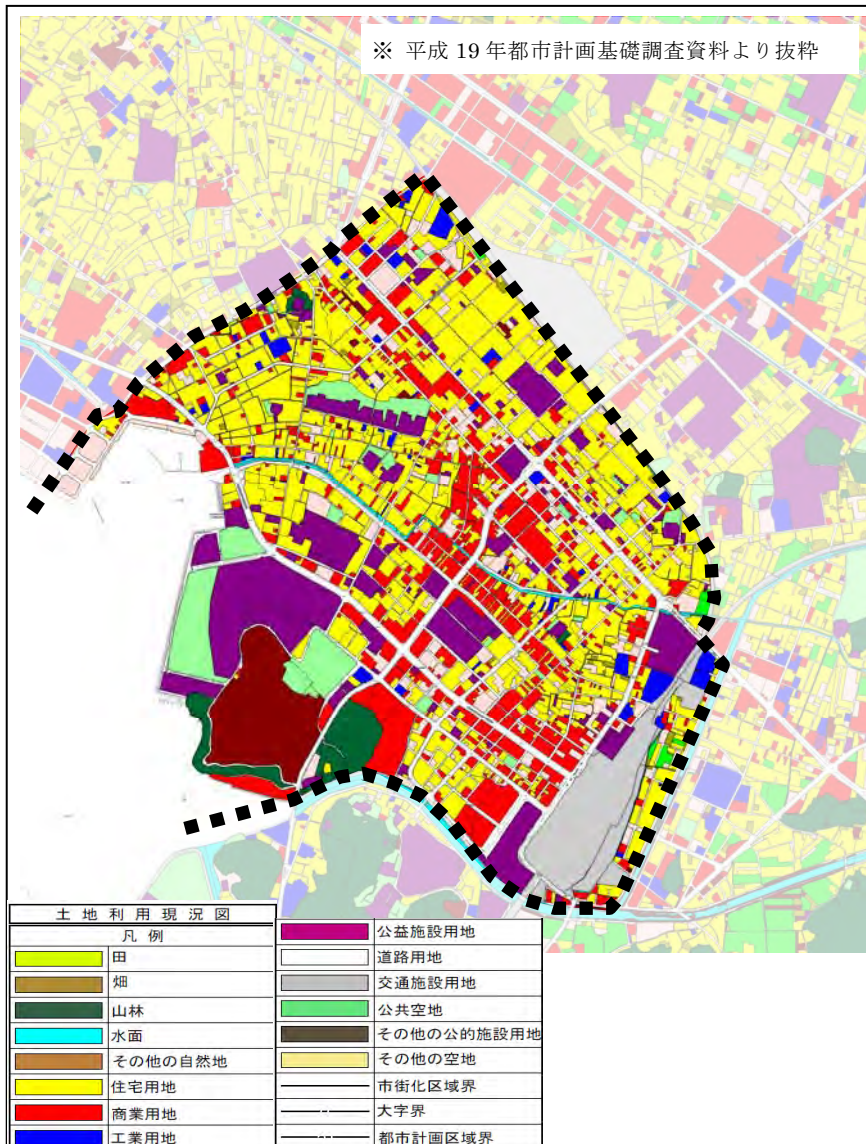 ※ 平成 19 年都市計画基礎調査資料より抜粋
土地利用現況図
凡例
田
畑
山林
水面
その他の自然地
住宅用地
商業用地
工業用地
公益施設用地
道路用地
交通施設用地
公共空地
その他の公的施設用地
その他の空地
市街化区域界
大字界
都市計画区域界